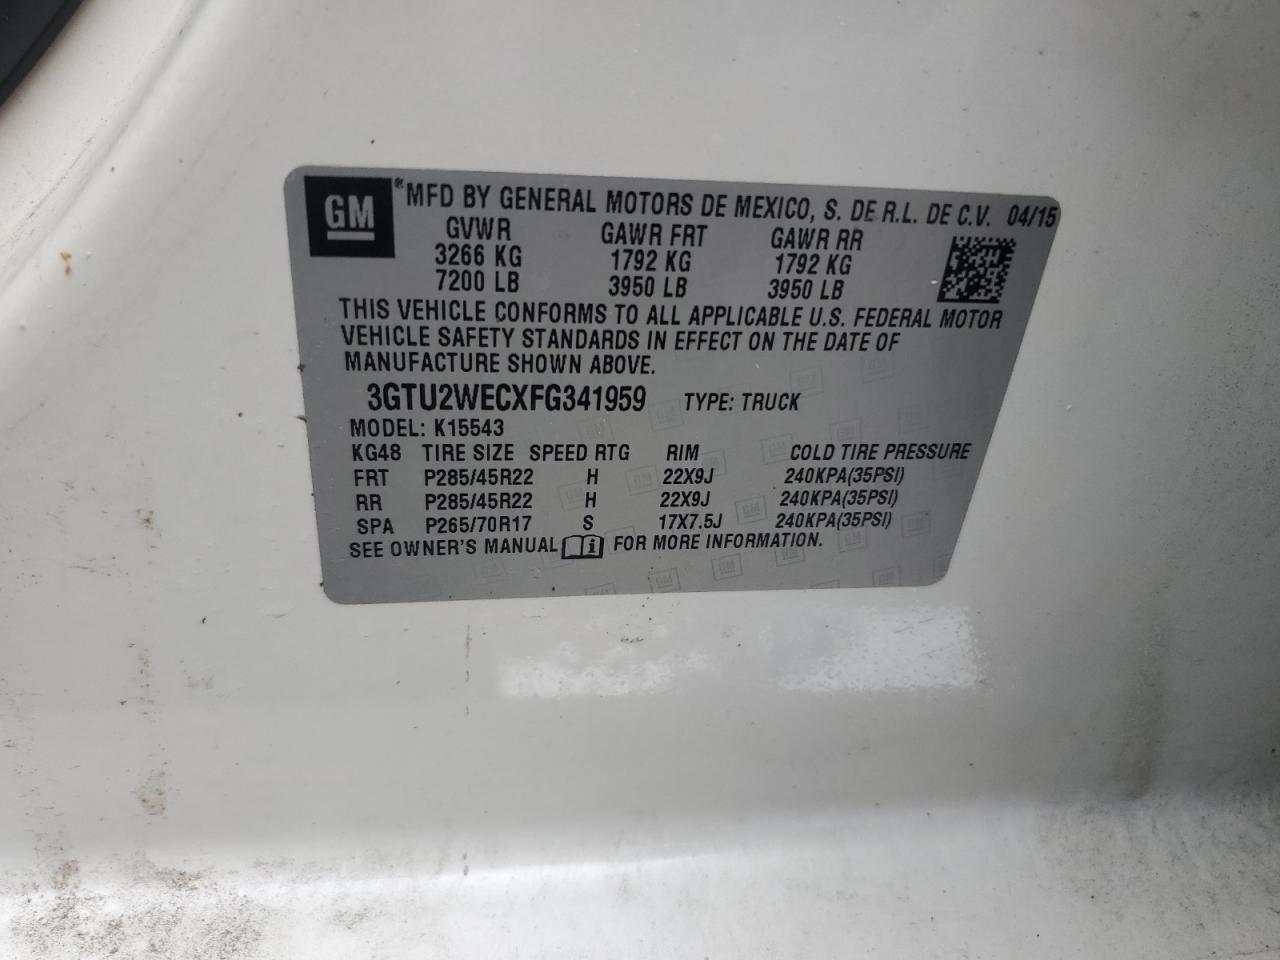 GM ® MFD BY GENERAL MOTORS DE MEXICO, S. DE R.L. DE C.V. 04/15
GVWR GAWR FRT GAWR RR
3266 KG 1792 KG 1792 KG
7200 LB 3950 LB 3950 LB
THIS VEHICLE CONFORMS TO ALL APPLICABLE U.S. FEDERAL MOTOR
VEHICLE SAFETY STANDARDS IN EFFECT ON THE DATE OF
MANUFACTURE SHOWN ABOVE.
3GTU2WECXFG341959 TYPE: TRUCK
MODEL: K15543
KG48 TIRE SIZE SPEED RTG RIM COLD TIRE PRESSURE
FRT P285/45R22 H 22X9J 240KPA(35PSI)
RR P285/45R22 H 22X9J 240KPA(35PSI)
SPA P265/70R17 S 17X7.5J 240KPA(35PSI)
SEE OWNER'S MANUAL i FOR MORE INFORMATION.